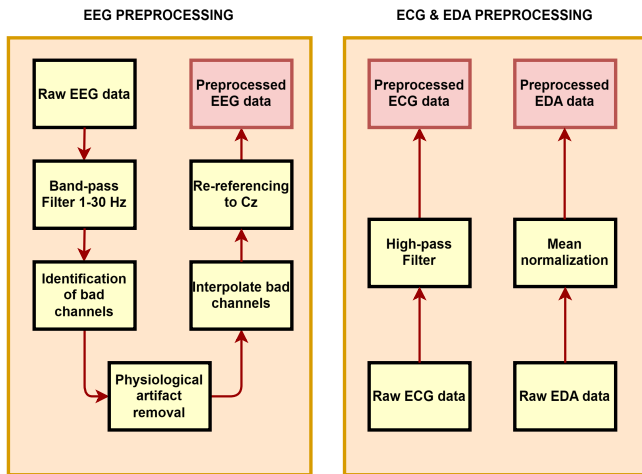 EEG PREPROCESSING
Raw EEG data
Band-pass
Filter 1-30 Hz
Identification
of bad
channels
Physiological
artifact
removal
Interpolate bad
channels
Re-referencing
to Cz
Preprocessed
EEG data
ECG & EDA PREPROCESSING
Preprocessed
ECG data
High-pass
Filter
Raw ECG data
Preprocessed
EDA data
Mean
normalization
Raw EDA data